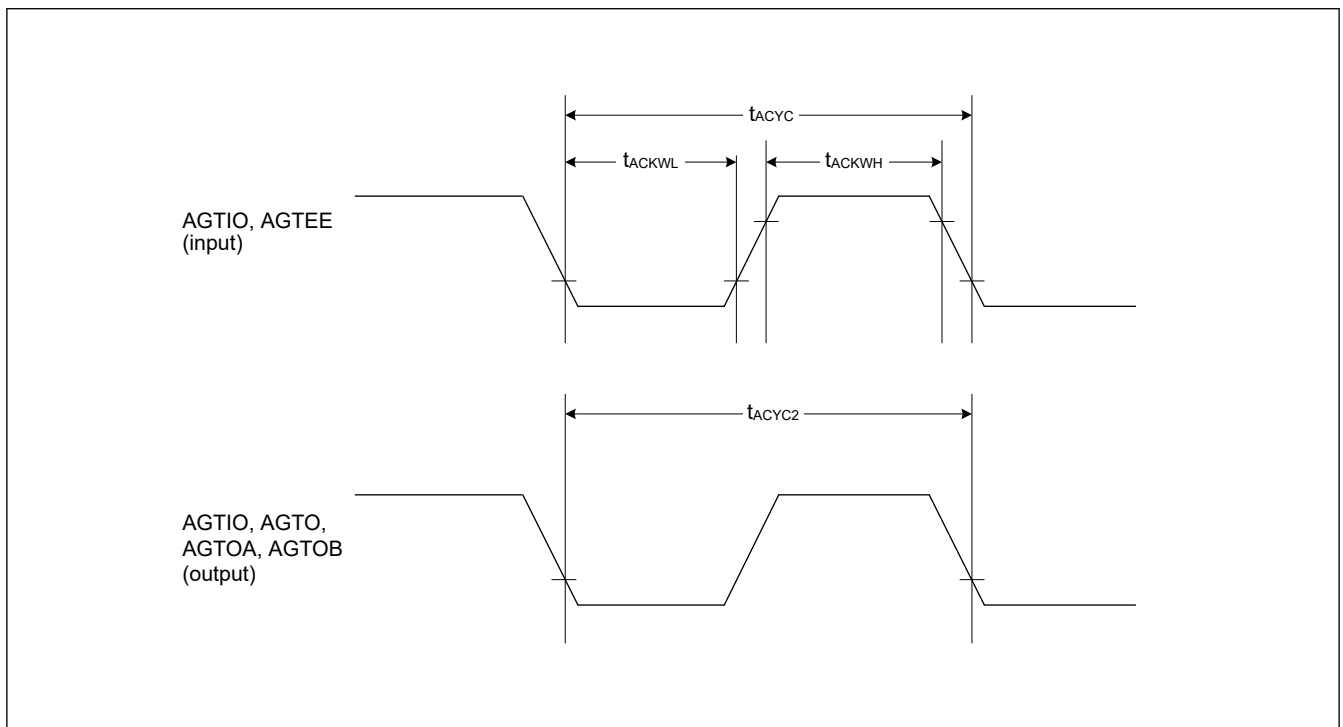 tACYC
tACKWL
tACKWH
AGTIO, AGTEE
(input)
tACYC2
AGTIO, AGTO,
AGTOA, AGTOB
(output)